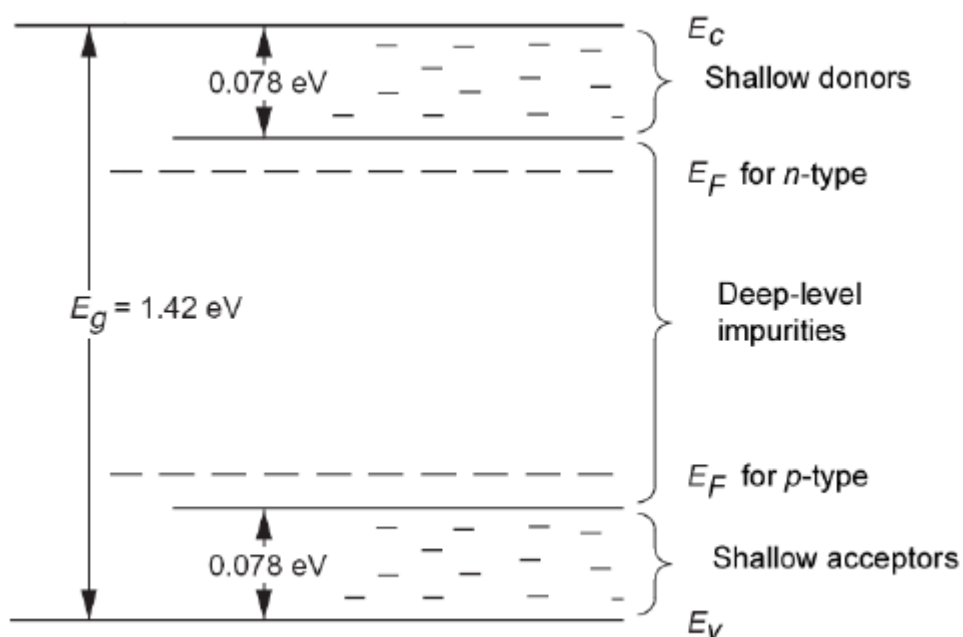 E_c
0.078 eV
Shallow donors
E_F for n-type
E_g = 1.42 eV
Deep-level
impurities
E_F for p-type
0.078 eV
Shallow acceptors
E_v